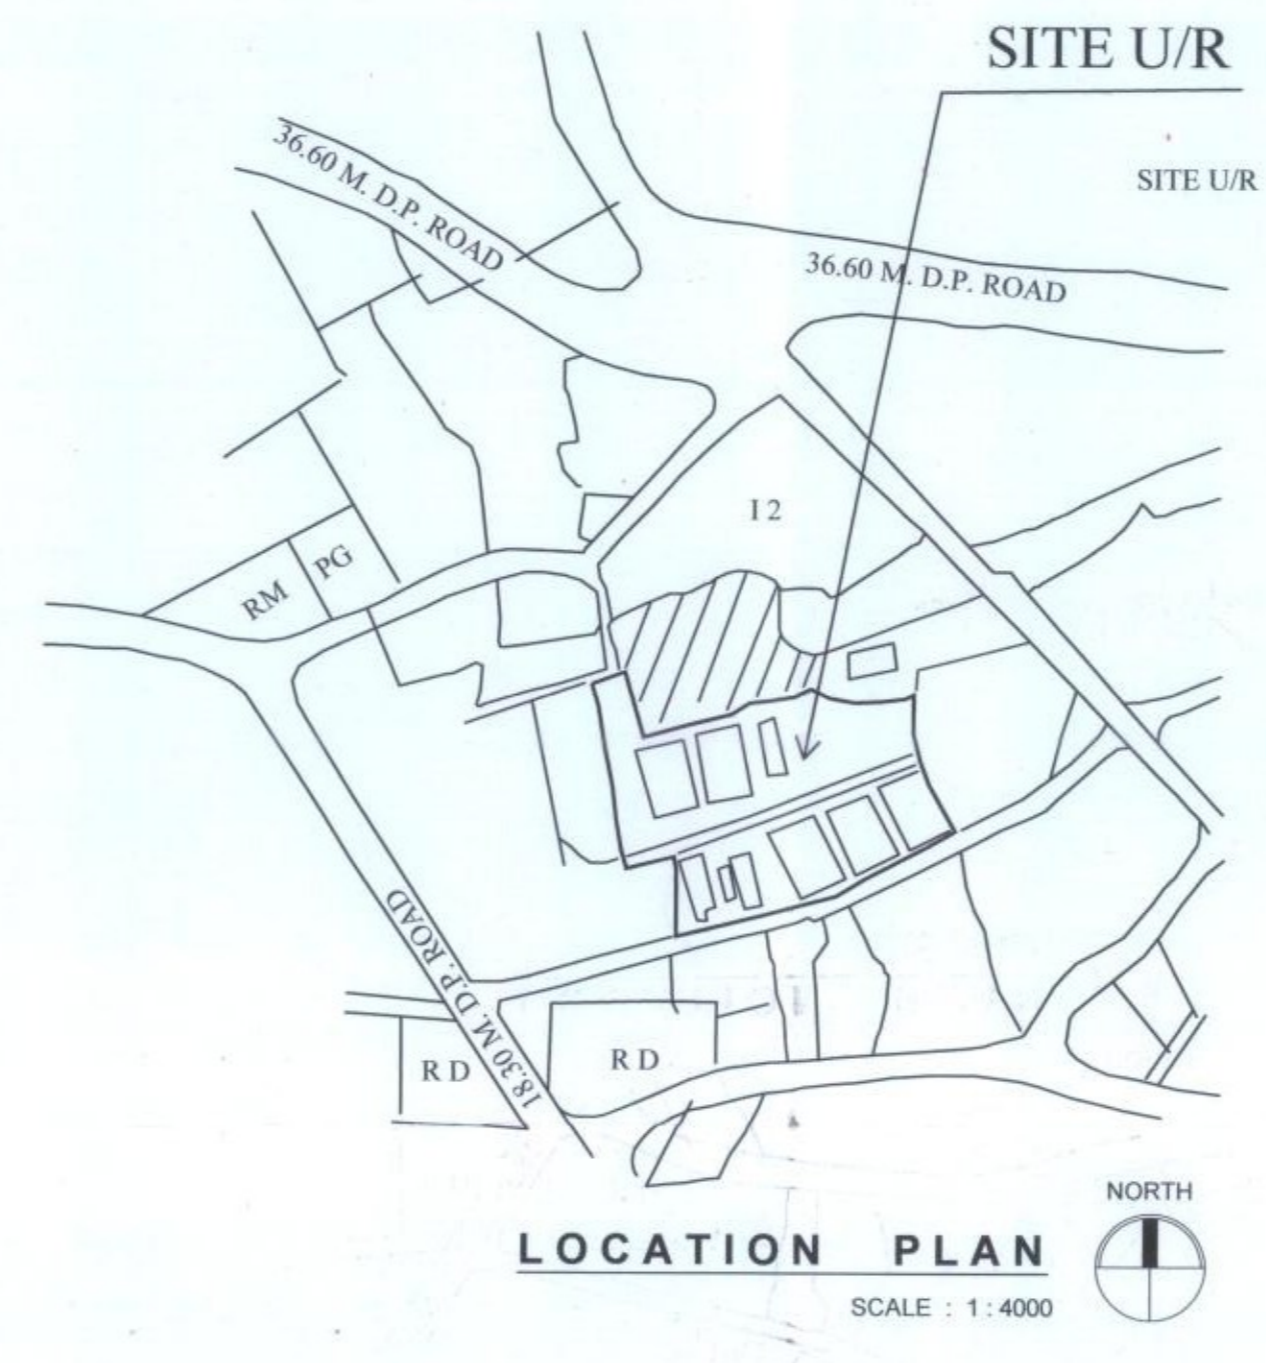 SITE U/R
SITE U/R
36.60 M. D.P. ROAD
36.60 M. D.P. ROAD
I 2
PG
RM
18.30 M. D.P. ROAD
R D
R D
NORTH
LOCATION PLAN
SCALE : 1 : 4000